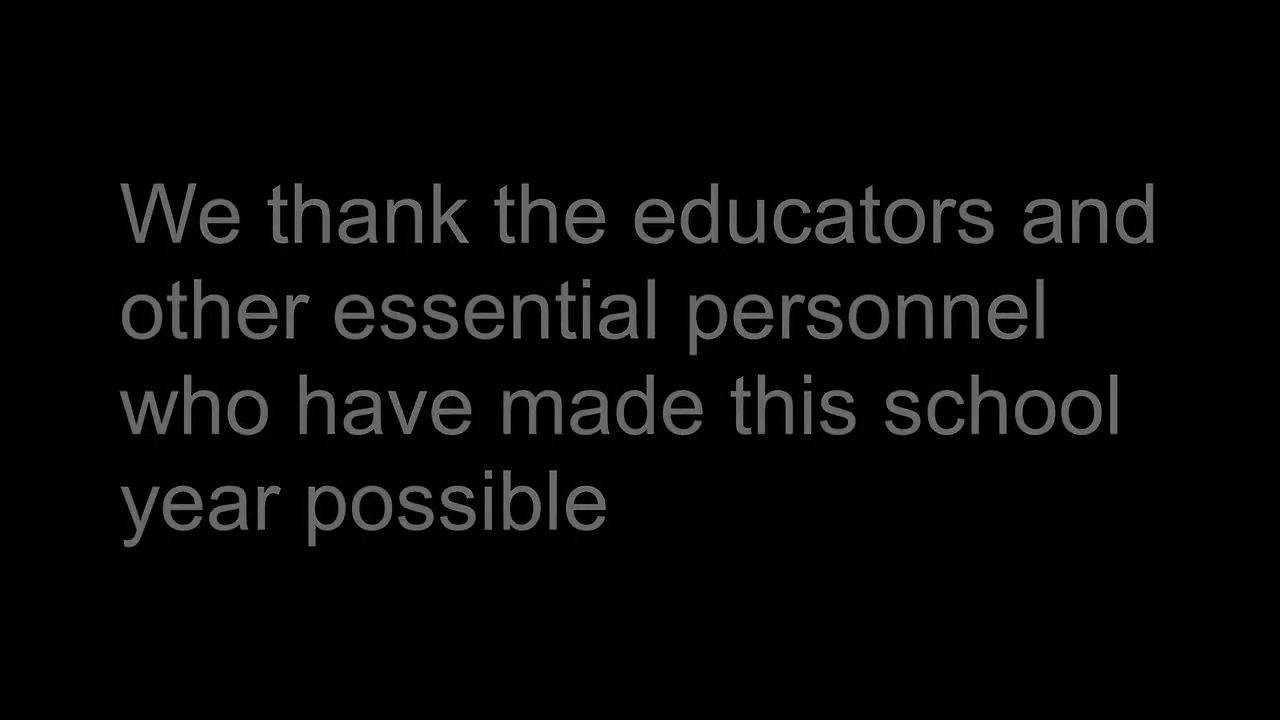 We thank the educators and
other essential personnel
who have made this school
year possible